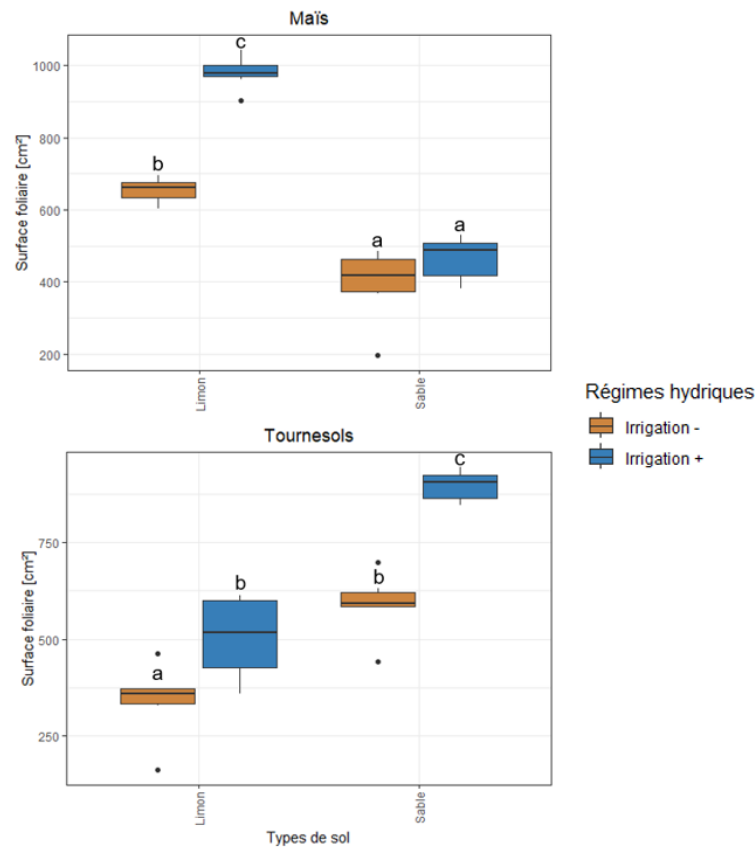 Maïs
Surface foliaire [cm²]
1000
800
600
400
200
b
c
a
a
Limon
Sable
Tournesols
Surface foliaire [cm²]
750
500
250
a
b
b
c
Limon
Sable
Types de sol
Régimes hydriques
Irrigation -
Irrigation +